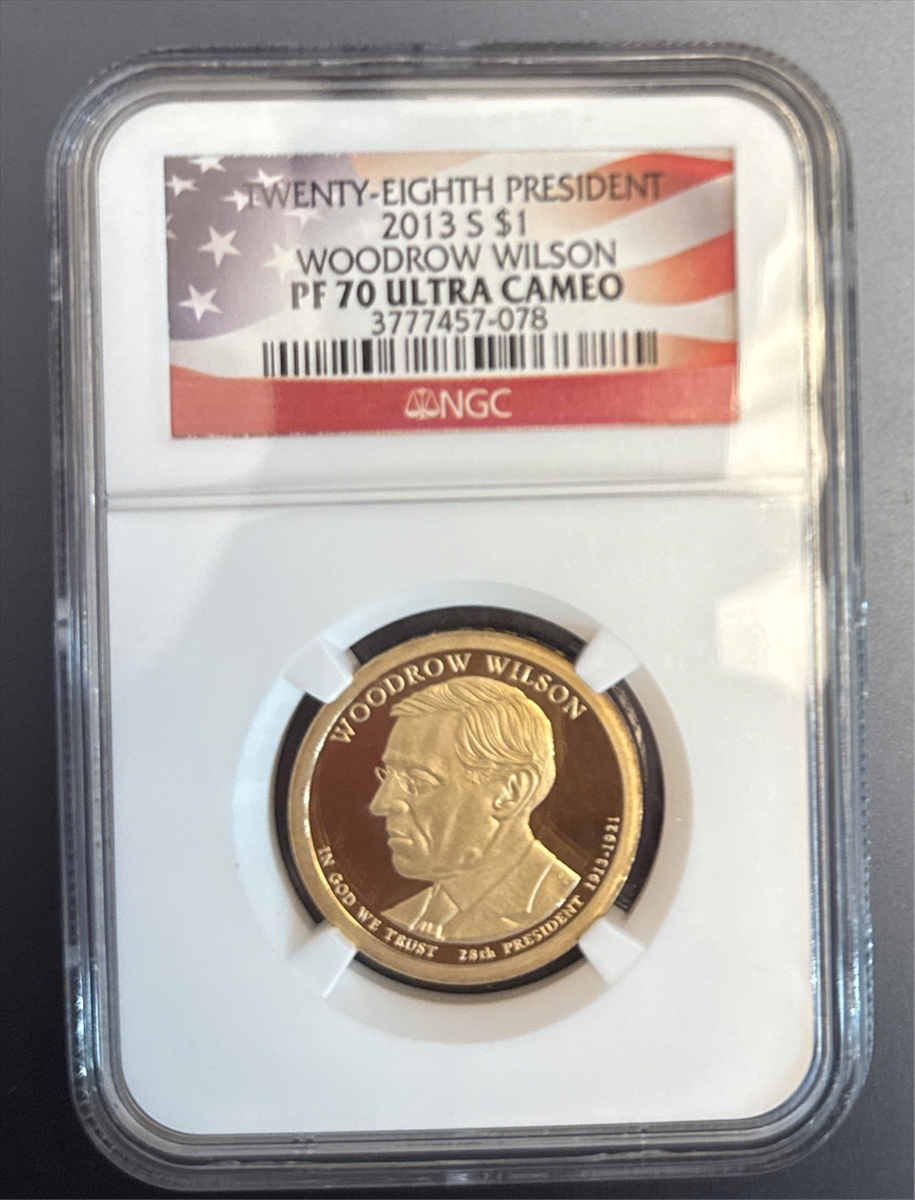 TWENTY-EIGHTH PRESIDENT
2013 S $1
WOODROW WILSON
PF 70 ULTRA CAMEO
3777457-078
NGC
WOODROW WILSON
IN GOD WE TRUST
28th PRESIDENT 1913-1921